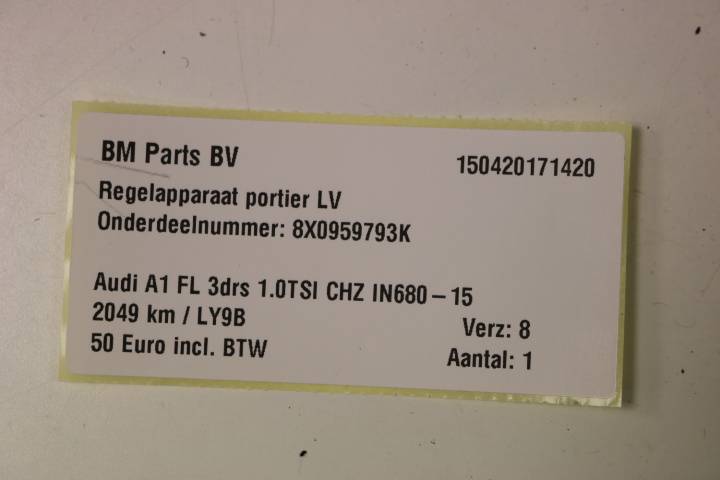 BM Parts BV 150420171420
Regelapparaat portier LV
Onderdeelnummer: 8X0959793K
Audi A1 FL 3drs 1.0TSI CHZ IN680 – 15
2049 km / LY9B Verz: 8
50 Euro incl. BTW Aantal: 1